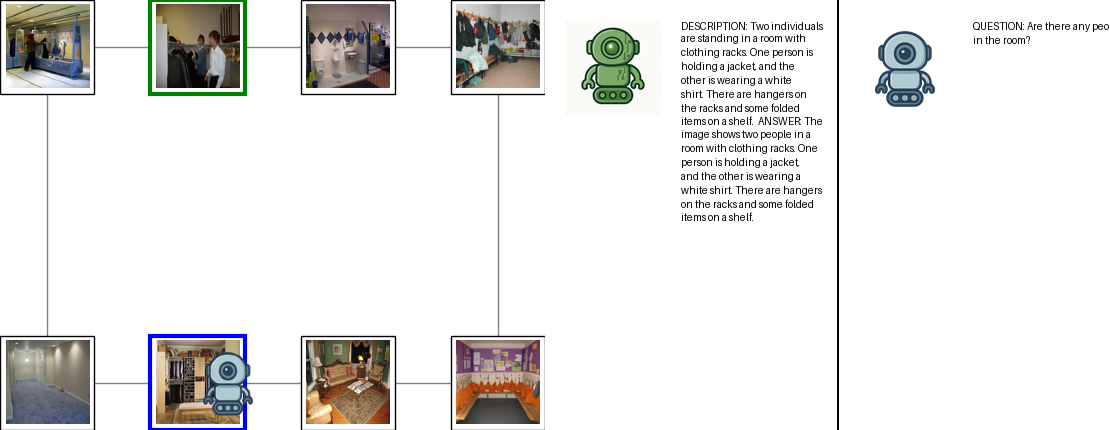 DESCRIPTION: Two individuals
are standing in a room with
clothing racks. One person is
holding a jacket, and the
other is wearing a white
shirt. There are hangers on
the racks and some folded
items on a shelf. ANSWER: The
image shows two people in a
room with clothing racks. One
person is holding a jacket,
and the other is wearing a
white shirt. There are hangers
on the racks and some folded
items on a shelf.
QUESTION: Are there any peo
in the room?